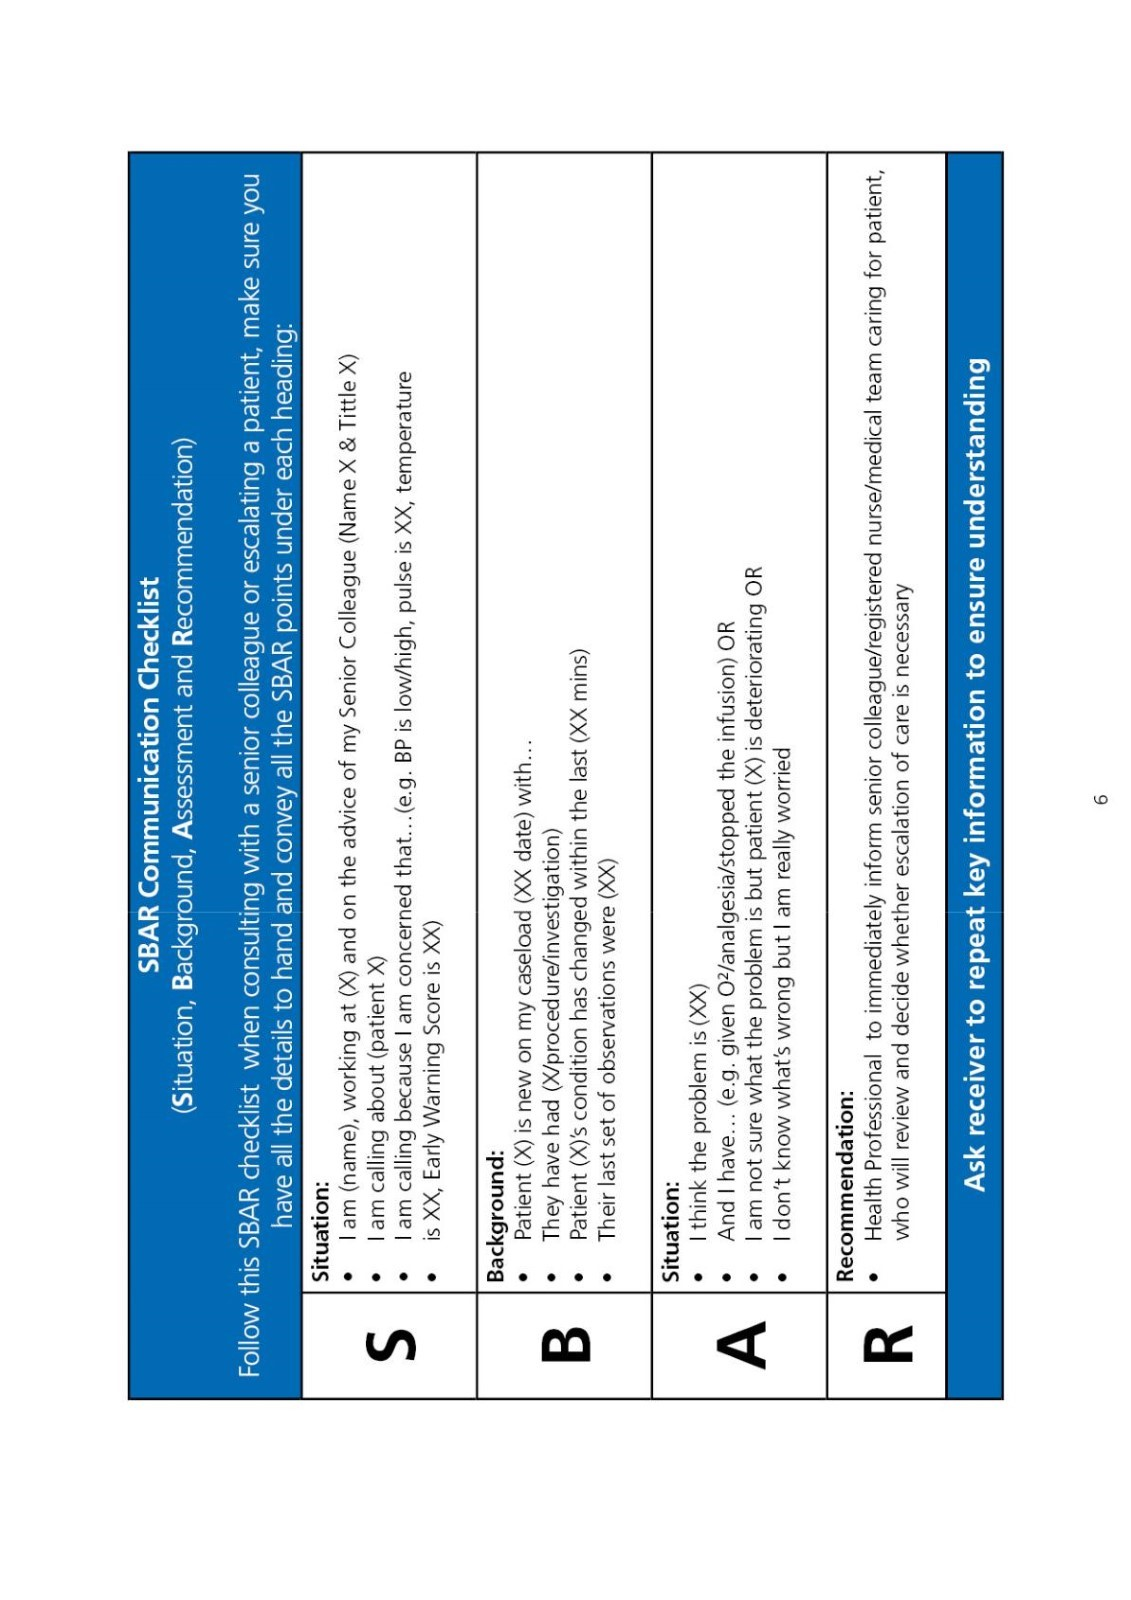 SBAR Communication Checklist
(Situation, Background, Assessment and Recommendation)
Follow this SBAR checklist when consulting with a senior colleague or escalating a patient, make sure you
have all the details to hand and convey all the SBAR points under each heading:
S
Situation:
• I am (name), working at (X) and on the advice of my Senior Colleague (Name X & Tittle X)
• I am calling about (patient X)
• I am calling because I am concerned that…(e.g. BP is low/high, pulse is XX, temperature
• is XX, Early Warning Score is XX)
B
Background:
• Patient (X) is new on my caseload (XX date) with…
• They have had (X/procedure/investigation)
• Patient (X)’s condition has changed within the last (XX mins)
• Their last set of observations were (XX)
A
Situation:
• I think the problem is (XX)
• And I have… (e.g. given O²/analgesia/stopped the infusion) OR
• I am not sure what the problem is but patient (X) is deteriorating OR
• I don’t know what’s wrong but I am really worried
R
Recommendation:
• Health Professional to immediately inform senior colleague/registered nurse/medical team caring for patient,
who will review and decide whether escalation of care is necessary
Ask receiver to repeat key information to ensure understanding
6